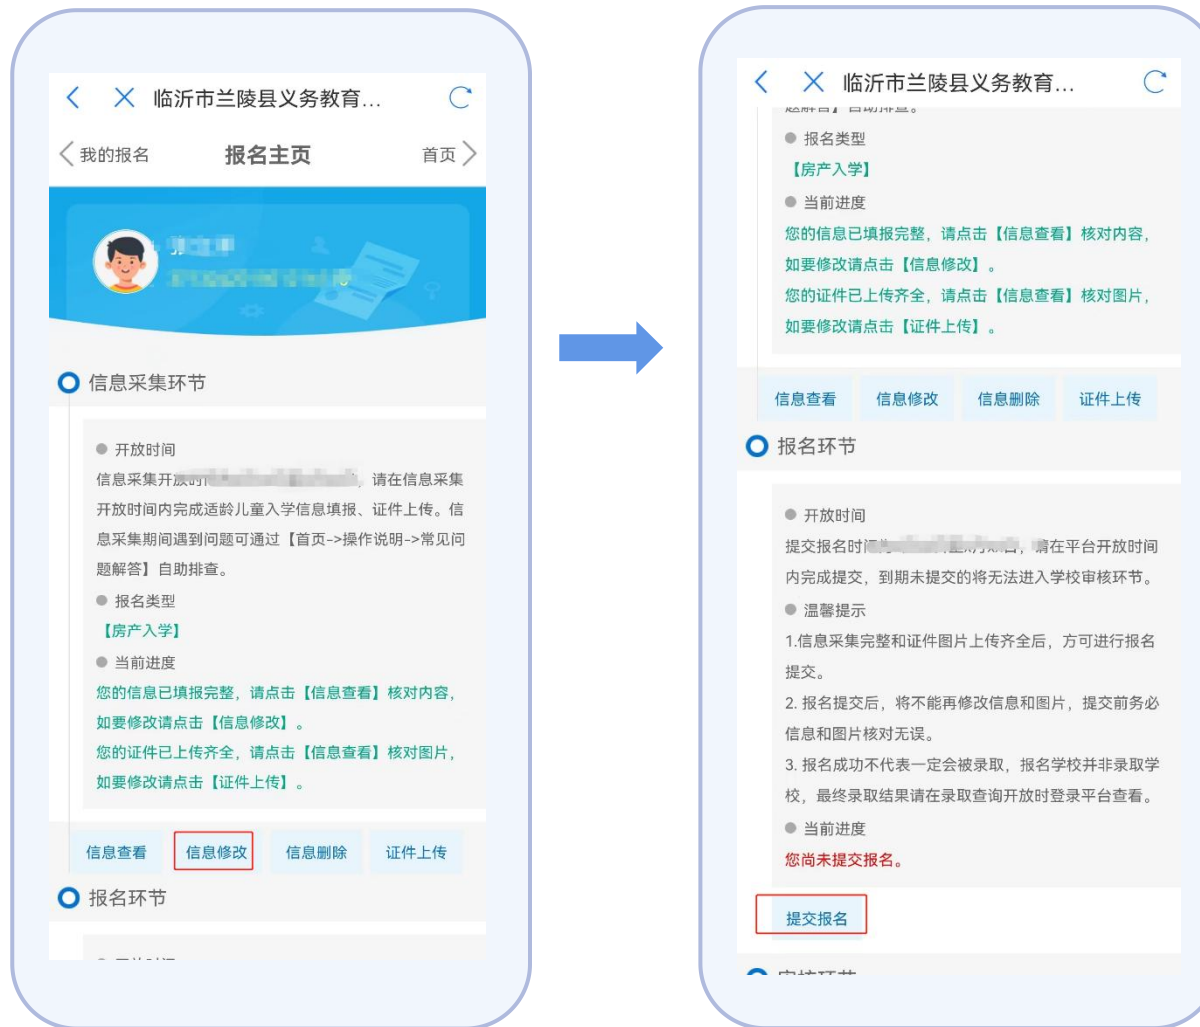 临沂市兰陵县义务教育...
我的报名 报名主页 首页
信息采集环节
开放时间
信息采集开放时，请在信息采集
开放时间内完成适龄儿童入学信息填报、证件上传。信
息采集期间遇到问题可通过【首页->操作说明->常见问
题解答】自助排查。
报名类型
【房产入学】
当前进度
您的信息已填报完整，请点击【信息查看】核对内容，
如要修改请点击【信息修改】。
您的证件已上传齐全，请点击【信息查看】核对图片，
如要修改请点击【证件上传】。
信息查看 信息修改 信息删除 证件上传
报名环节
临沂市兰陵县义务教育...
题解答】自助排查。
报名类型
【房产入学】
当前进度
您的信息已填报完整，请点击【信息查看】核对内容，
如要修改请点击【信息修改】。
您的证件已上传齐全，请点击【信息查看】核对图片，
如要修改请点击【证件上传】。
信息查看 信息修改 信息删除 证件上传
报名环节
开放时间
提交报名时间，请在平台开放时间
内完成提交，到期未提交的将无法进入学校审核环节。
温馨提示
1.信息采集完整和证件图片上传齐全后，方可进行报名
提交。
2. 报名提交后，将不能再修改信息和图片，提交前务必
信息和图片核对无误。
3. 报名成功不代表一定会被录取，报名学校并非录取学
校，最终录取结果请在录取查询开放时登录平台查看。
当前进度
您尚未提交报名。
提交报名